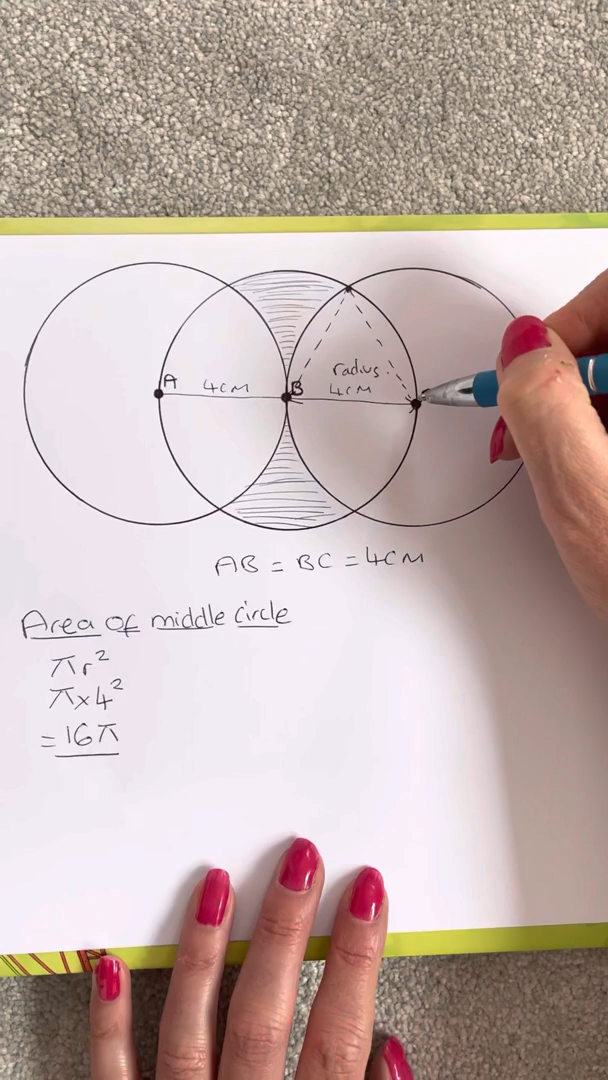 A 4cm B radius 4cm
AB = BC = 4cm
Area of middle circle
πr²
π×4²
= 16π